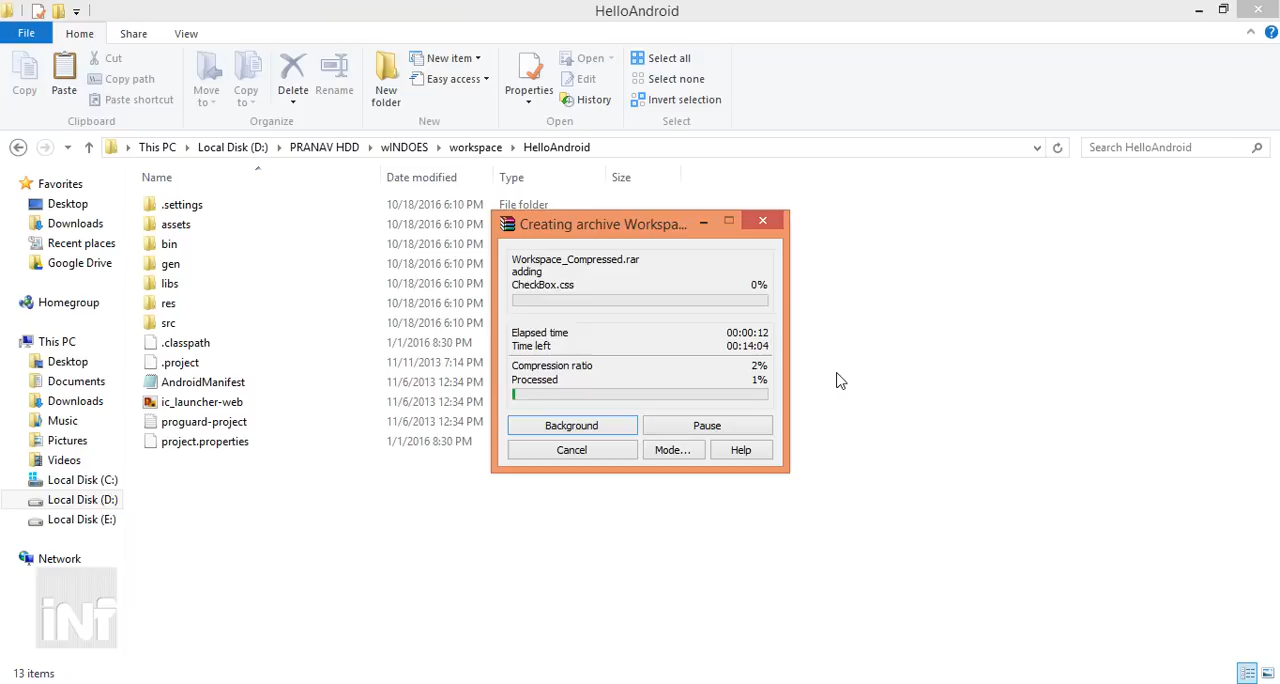 HelloAndroid
File Home Share View
Copy
Paste
Cut
Copy path
Paste shortcut
Clipboard
Move to
Copy to
Delete
Rename
Organize
New folder
New item
Easy access
New
Properties
Open
Edit
History
Open
Select all
Select none
Invert selection
Select
This PC Local Disk (D:) PRANAV HDD wINDOES workspace HelloAndroid
Search HelloAndroid
Name Date modified Type Size
.settings 10/18/2016 6:10 PM File folder
assets 10/18/2016 6:10 PM
bin 10/18/2016 6:10 PM
gen 10/18/2016 6:10 PM
libs 10/18/2016 6:10 PM
res 10/18/2016 6:10 PM
src 10/18/2016 6:10 PM
.classpath 1/1/2016 8:30 PM
.project 11/11/2013 7:14 PM
AndroidManifest 11/6/2013 12:34 PM
ic_launcher-web 11/6/2013 12:34 PM
proguard-project 11/6/2013 12:34 PM
project.properties 1/1/2016 8:30 PM
Favorites
Desktop
Downloads
Recent places
Google Drive
Homegroup
This PC
Desktop
Documents
Downloads
Music
Pictures
Videos
Local Disk (C:)
Local Disk (D:)
Local Disk (E:)
Network
iNT
Creating archive Workspa...
Workspace_Compressed.rar
adding
CheckBox.css 0%
Elapsed time 00:00:12
Time left 00:14:04
Compression ratio 2%
Processed 1%
Background Pause
Cancel Mode... Help
13 items